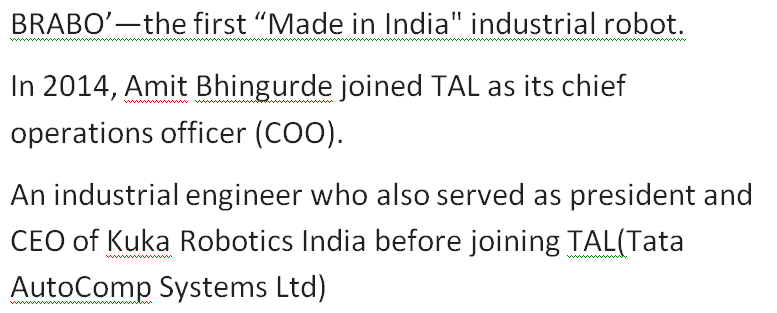 BRABO’—the first “Made in India" industrial robot.
In 2014, Amit Bhingurde joined TAL as its chief
operations officer (COO).
An industrial engineer who also served as president and
CEO of Kuka Robotics India before joining TAL(Tata
AutoComp Systems Ltd)